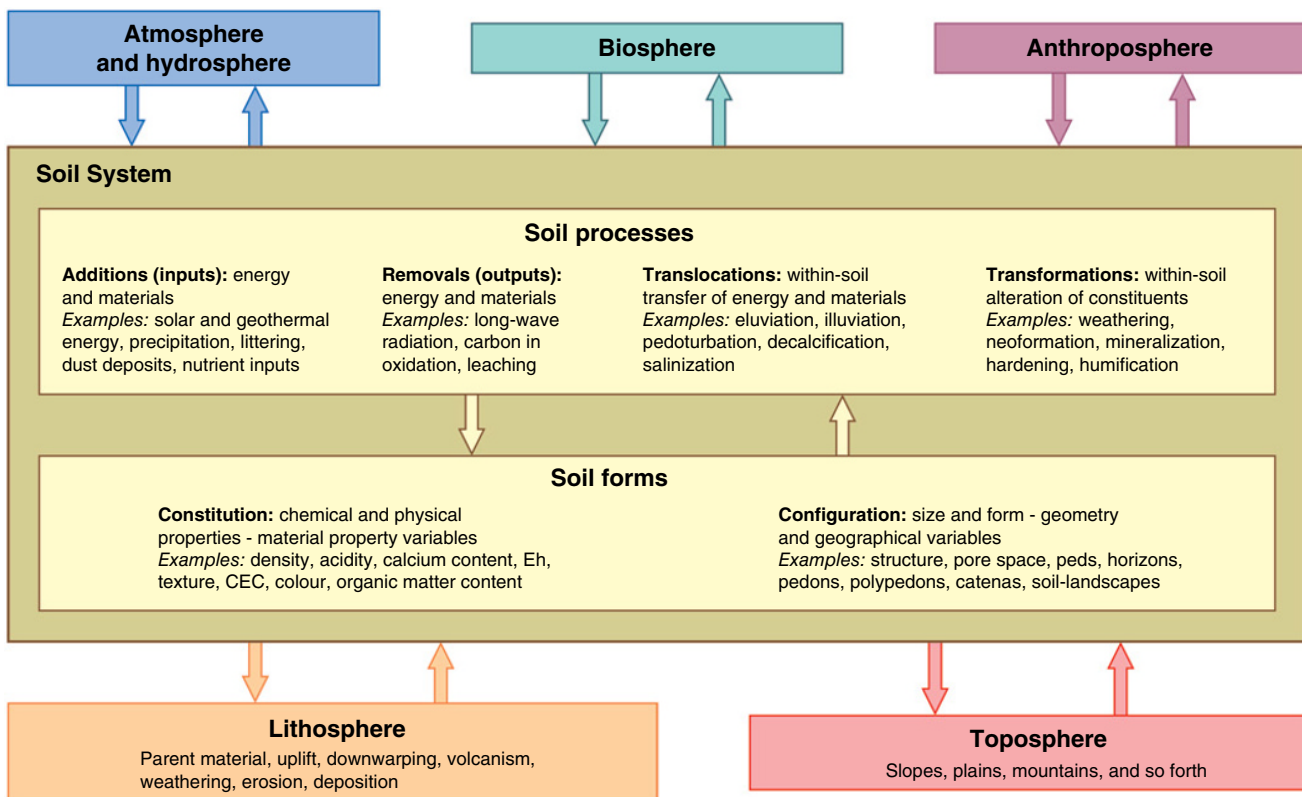 Atmosphere
and hydrosphere
Biosphere
Anthroposphere
Soil System
Soil processes
Additions (inputs): energy
and materials
Examples: solar and geothermal
energy, precipitation, littering,
dust deposits, nutrient inputs
Removals (outputs):
energy and materials
Examples: long-wave
radiation, carbon in
oxidation, leaching
Translocations: within-soil
transfer of energy and materials
Examples: eluviation, illuviation,
pedoturbation, decalcification,
salinization
Transformations: within-soil
alteration of constituents
Examples: weathering,
neoformation, mineralization,
hardening, humification
Soil forms
Constitution: chemical and physical
properties - material property variables
Examples: density, acidity, calcium content, Eh,
texture, CEC, colour, organic matter content
Configuration: size and form - geometry
and geographical variables
Examples: structure, pore space, peds, horizons,
pedons, polypedons, catenas, soil-landscapes
Lithosphere
Parent material, uplift, downwarping, volcanism,
weathering, erosion, deposition
Toposphere
Slopes, plains, mountains, and so forth